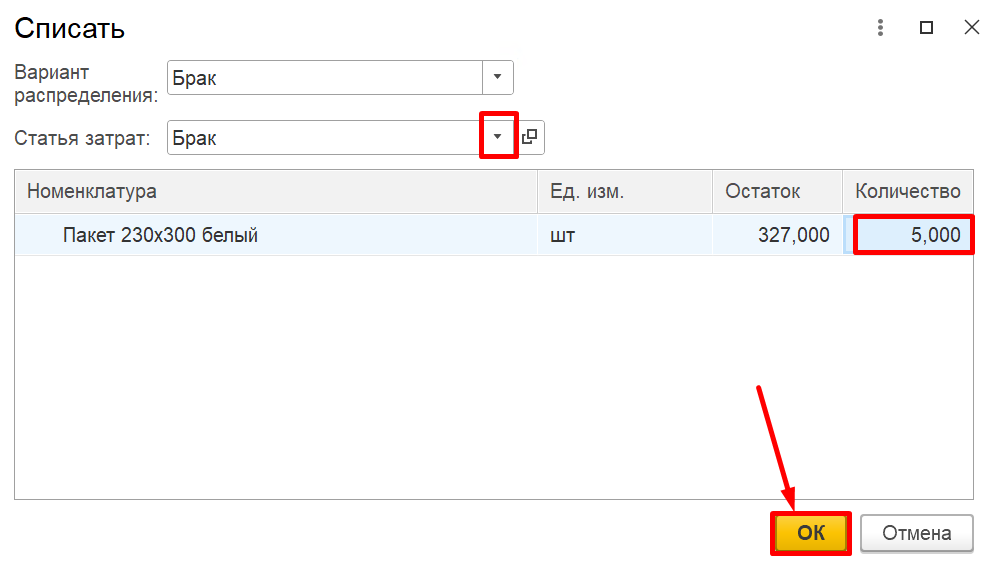 Списать
Вариант
распределения:
Брак
Статья затрат:
Брак
Номенклатура Ед. изм. Остаток Количество
Пакет 230x300 белый шт 327,000 5,000
ОК Отмена